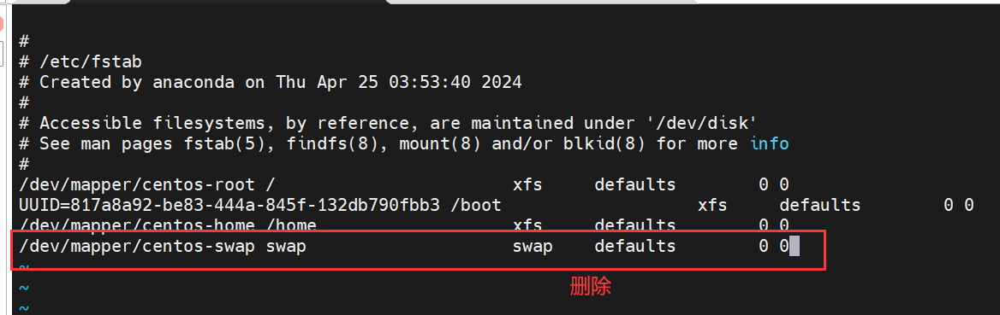 #
# /etc/fstab
# Created by anaconda on Thu Apr 25 03:53:40 2024
#
# Accessible filesystems, by reference, are maintained under '/dev/disk'
# See man pages fstab(5), findfs(8), mount(8) and/or blkid(8) for more info
#
/dev/mapper/centos-root /                       xfs     defaults        0 0
UUID=817a8a92-be83-444a-845f-132db790fbb3 /boot                   xfs     defaults        0 0
/dev/mapper/centos-home /home                   xfs     defaults        0 0
/dev/mapper/centos-swap swap                    swap    defaults        0 0
~
删除
~
~